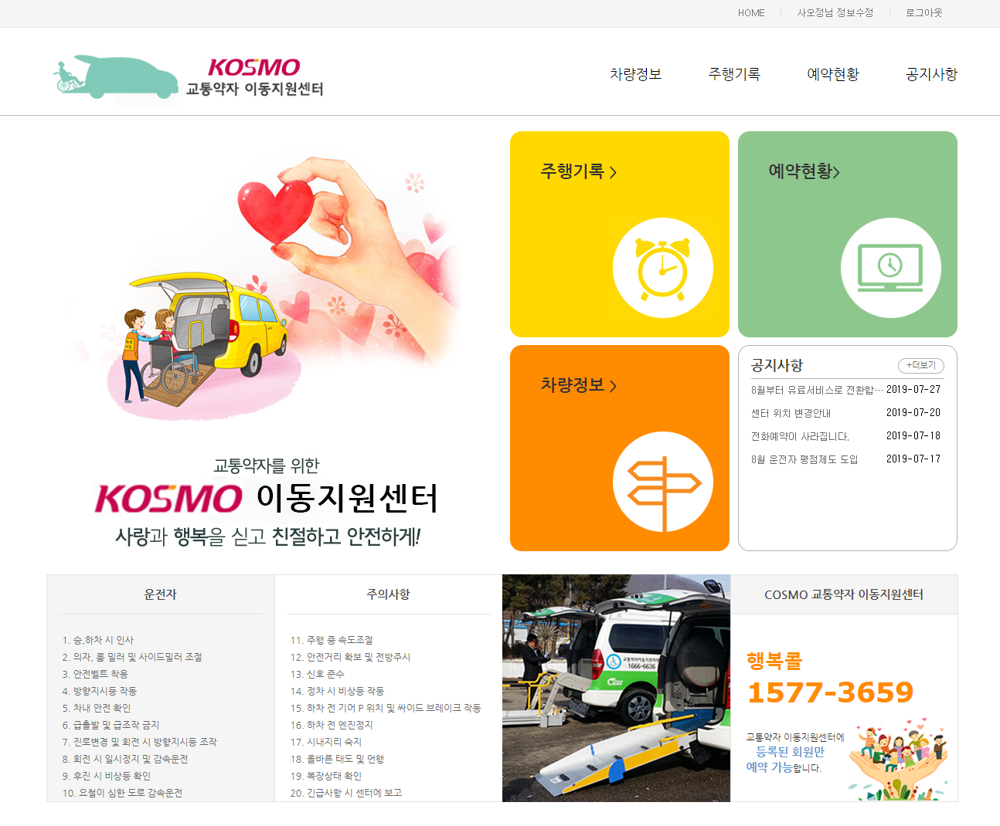 HOME
사오정님 정보수정
로그아웃
KOSMO
교통약자 이동지원센터
차량정보
주행기록
예약현황
공지사항
주행기록 >
예약현황>
차량정보 >
공지사항
+더보기
8월부터 유료서비스로 전환합… 2019-07-27
센터 위치 변경안내 2019-07-20
전화예약이 사라집니다. 2019-07-18
8월 운전자 평점제도 도입 2019-07-17
교통약자를 위한
KOSMO 이동지원센터
사랑과 행복을 싣고 친절하고 안전하게!
운전자
1. 승,하차 시 인사
2. 의자, 룸 밀러 및 사이드밀러 조절
3. 안전벨트 착용
4. 방향지시등 작동
5. 차내 안전 확인
6. 급출발 및 급조작 금지
7. 진로변경 및 회전 시 방향지시등 조작
8. 회전 시 일시정지 및 감속운전
9. 후진 시 비상등 확인
10. 요철이 심한 도로 감속운전
주의사항
11. 주행 중 속도조절
12. 안전거리 확보 및 전방주시
13. 신호 준수
14. 정차 시 비상등 작동
15. 하차 전 기어 P 위치 및 싸이드 브레이크 작동
16. 하차 전 엔진정지
17. 시내지리 숙지
18. 올바른 태도 및 언행
19. 복장상태 확인
20. 긴급사항 시 센터에 보고
1666-6636
COSMO 교통약자 이동지원센터
행복콜
1577-3659
교통약자 이동지원센터에
등록된 회원만
예약 가능합니다.